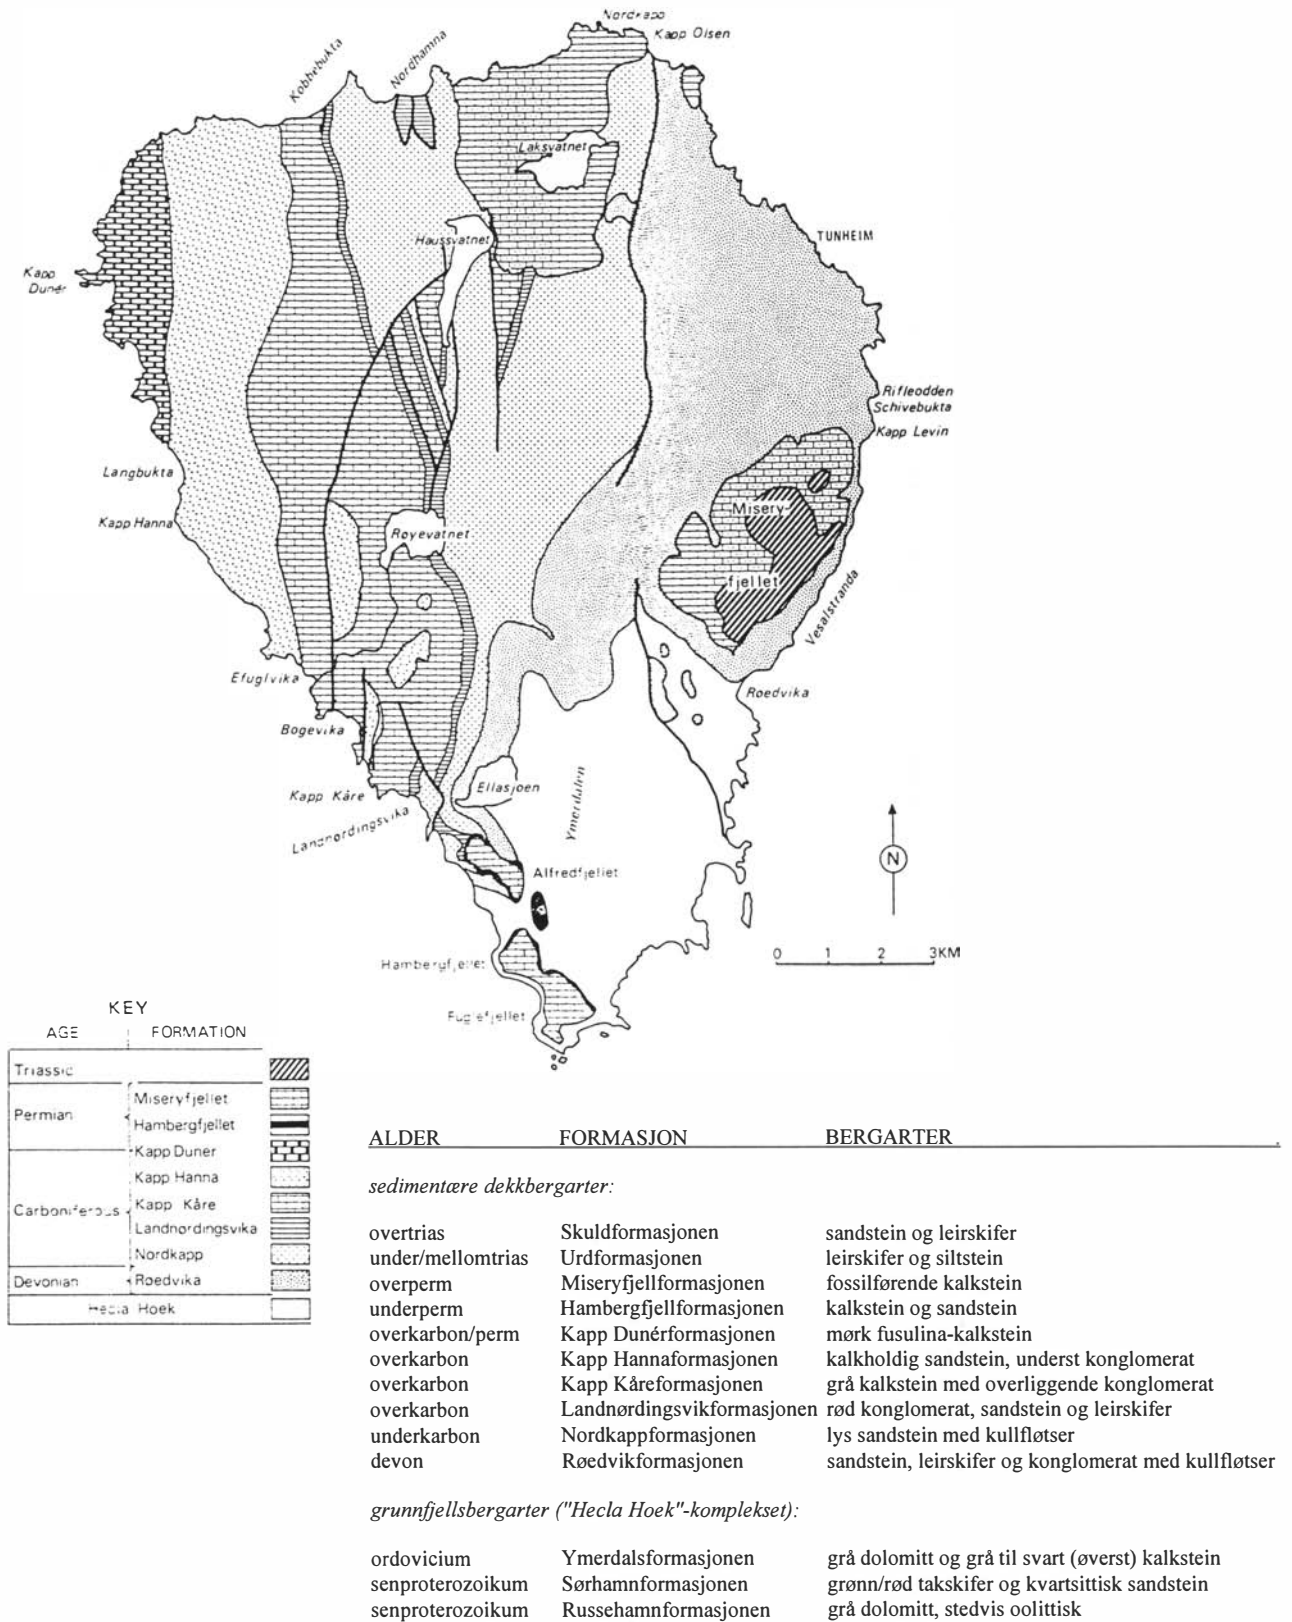 Nordkapp
Kapp Olsen
Kobbebukta
Nordhamna
Laksvatnet
Haussvatnet
TUNHEIM
Kapp
Dunér
Rifleodden
Schivebukta
Kapp Levin
Langbukta
Kapp Hanna
Røyevatnet
Misery-
fjellet
Vesalstranda
Efuglvika
Røedvika
Bogevika
Kapp Kåre
Ellasjøen
Ymerdalen
Landnørdingsvika
Alfredfjellet
N
Hambergfjellet
0 1 2 3KM
Fuglefjellet
KEY
AGE FORMATION
Triassic
Permian
Miseryfjellet
Hambergfjellet
Kapp Duner
Kapp Hanna
Carboniferous
Kapp Kåre
Landnørdingsvika
Nordkapp
Devonian Røedvika
Hecla Hoek
ALDER FORMASJON BERGARTER
sedimentære dekkbergarter:
overtrias Skuldformasjonen sandstein og leirskifer
under/mellomtrias Urdformasjonen leirskifer og siltstein
overperm Miseryfjellformasjonen fossilførende kalkstein
underperm Hambergfjellformasjonen kalkstein og sandstein
overkarbon/perm Kapp Dunérformasjonen mørk fusulina-kalkstein
overkarbon Kapp Hannaformasjonen kalkholdig sandstein, underst konglomerat
overkarbon Kapp Kåreformasjonen grå kalkstein med overliggende konglomerat
overkarbon Landnørdingsvikformasjonen rød konglomerat, sandstein og leirskifer
underkarbon Nordkappformasjonen lys sandstein med kullfløtser
devon Røedvikformasjonen sandstein, leirskifer og konglomerat med kullfløtser
grunnfjellsbergarter ("Hecla Hoek"-komplekset):
ordovicium Ymerdalsformasjonen grå dolomitt og grå til svart (øverst) kalkstein
senproterozoikum Sørhamnformasjonen grønn/rød takskifer og kvartsittisk sandstein
senproterozoikum Russehamnformasjonen grå dolomitt, stedvis oolittisk